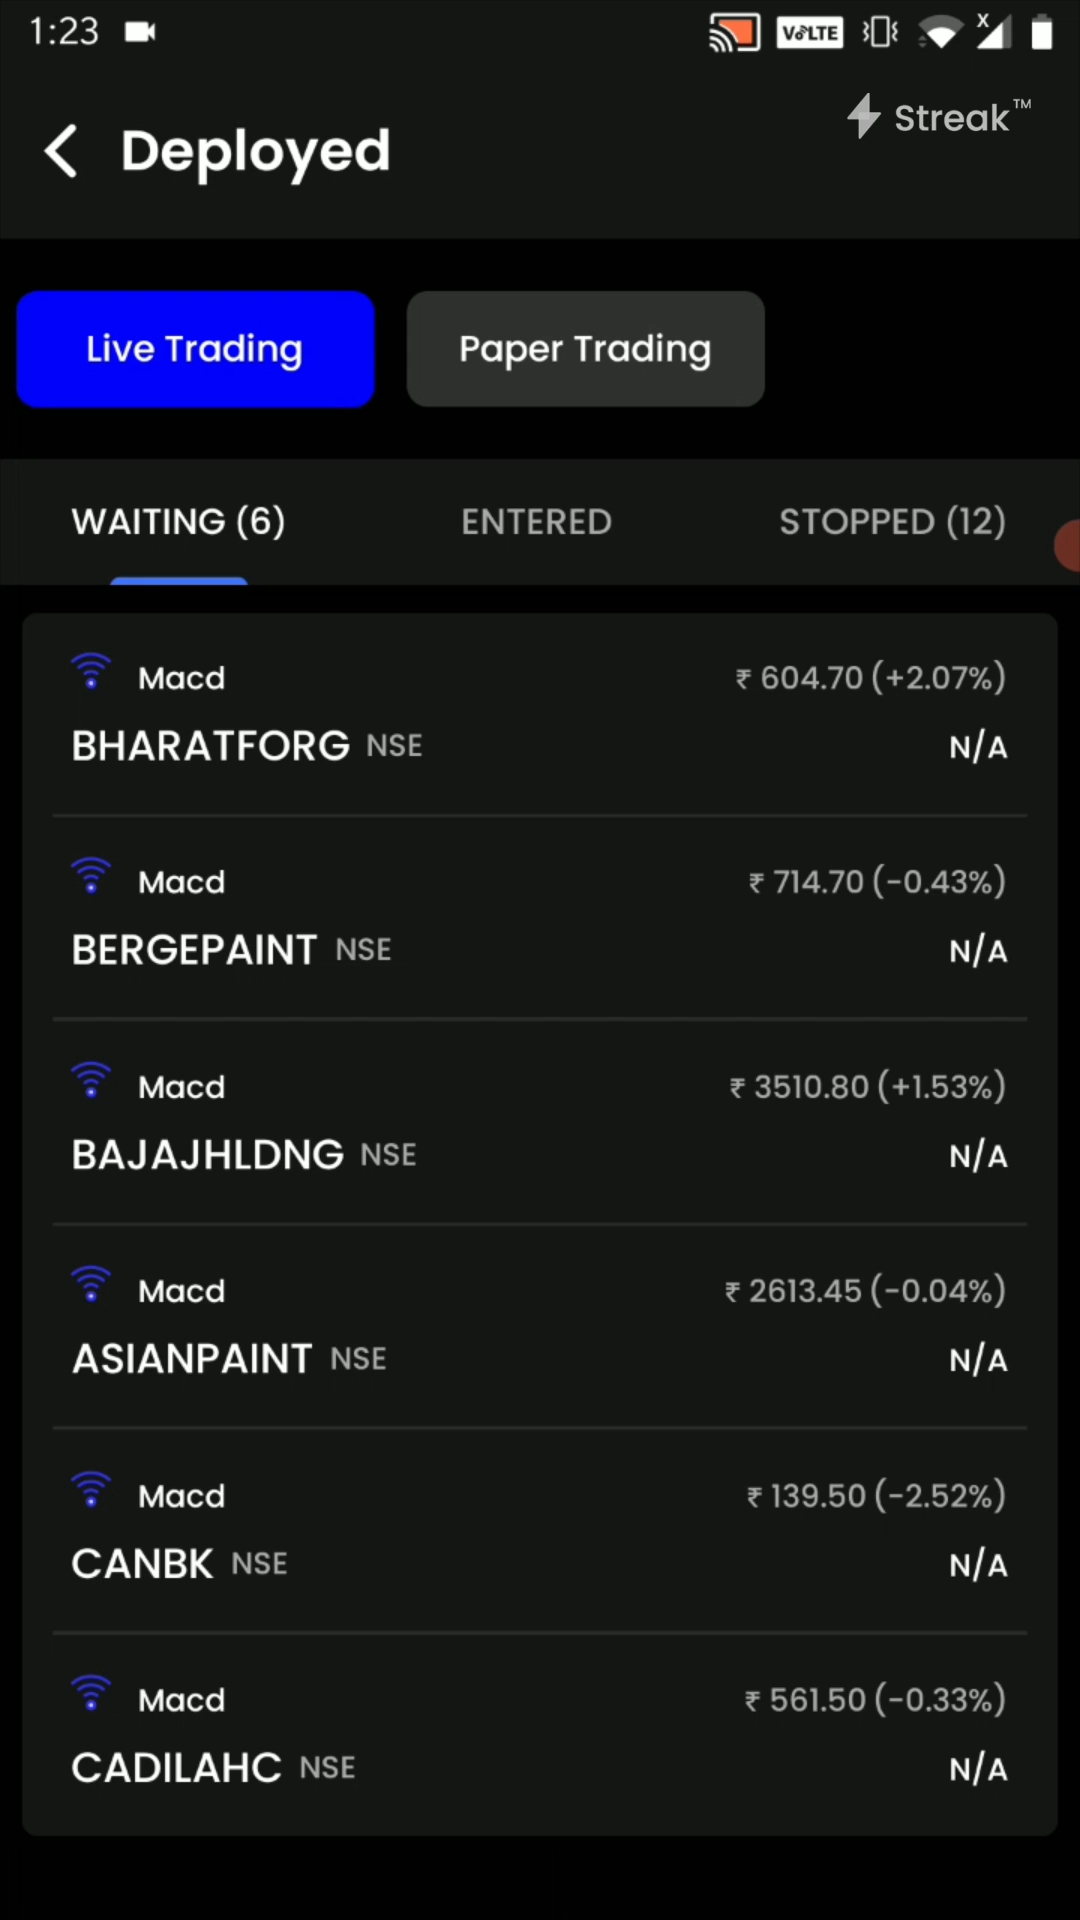 1:23 VoLTE X
Streak™
Deployed
Live Trading Paper Trading
WAITING (6) ENTERED STOPPED (12)
Macd ₹ 604.70 (+2.07%)
BHARATFORG NSE N/A
Macd ₹ 714.70 (-0.43%)
BERGEPAINT NSE N/A
Macd ₹ 3510.80 (+1.53%)
BAJAJHLDNG NSE N/A
Macd ₹ 2613.45 (-0.04%)
ASIANPAINT NSE N/A
Macd ₹ 139.50 (-2.52%)
CANBK NSE N/A
Macd ₹ 561.50 (-0.33%)
CADILAHC NSE N/A